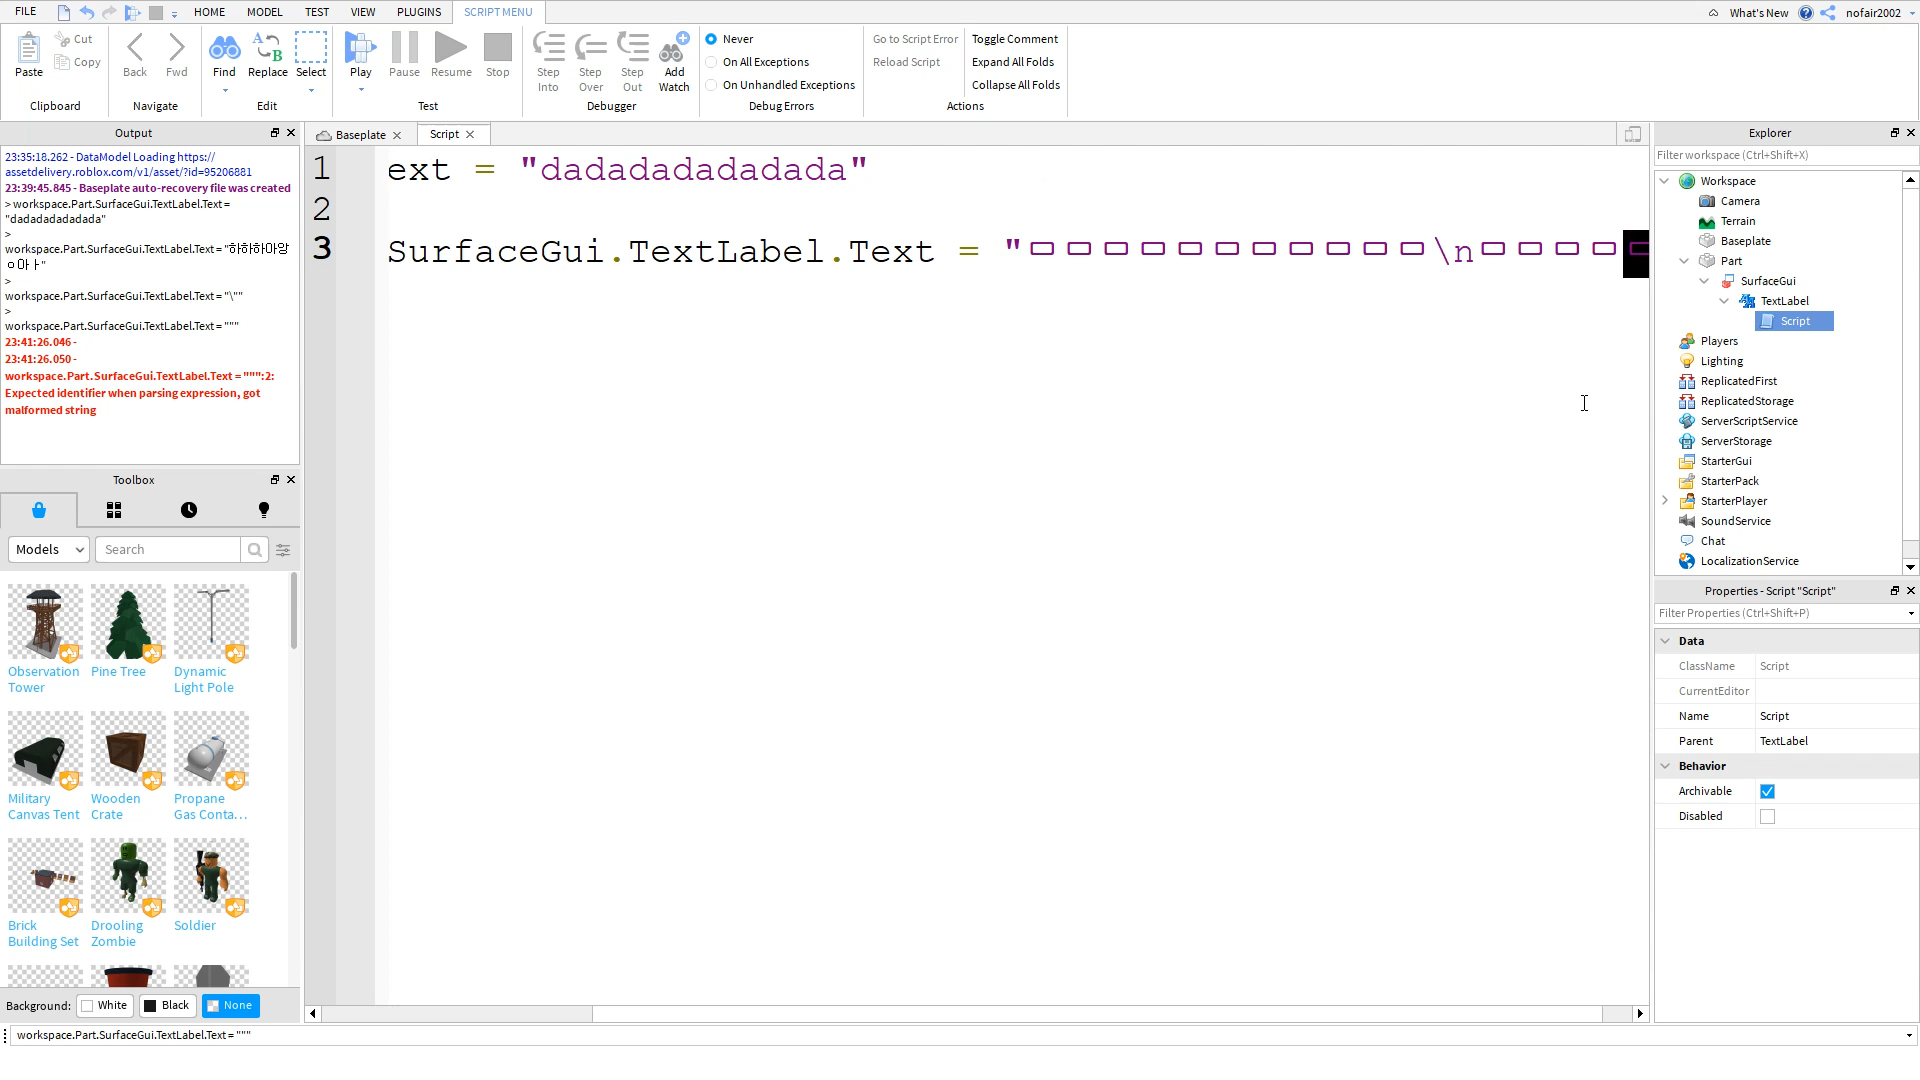 FILE HOME MODEL TEST VIEW PLUGINS SCRIPT MENU What's New nofair2002
Paste Cut Copy Back Fwd Find Replace Select Play Pause Resume Stop Step Into Step Over Step Out Add Watch
Never
On All Exceptions
On Unhandled Exceptions
Go to Script Error
Reload Script
Toggle Comment
Expand All Folds
Collapse All Folds
Clipboard Navigate Edit Test Debugger Debug Errors Actions
Output
23:35:18.262 - DataModel Loading https://
assetdelivery.roblox.com/v1/asset/?id=95206881
23:39:45.845 - Baseplate auto-recovery file was created
> workspace.Part.SurfaceGui.TextLabel.Text =
"dadadadadadada"
>
workspace.Part.SurfaceGui.TextLabel.Text = "하하하아앙
ㅇ아ㅏ"
>
workspace.Part.SurfaceGui.TextLabel.Text = "\""
>
workspace.Part.SurfaceGui.TextLabel.Text = """
23:41:26.046 -
23:41:26.050 -
workspace.Part.SurfaceGui.TextLabel.Text = """:2:
Expected identifier when parsing expression, got
malformed string
Toolbox
Models Search
Observation
Tower
Pine Tree
Dynamic
Light Pole
Military
Canvas Tent
Wooden
Crate
Propane
Gas Conta...
Brick
Building Set
Drooling
Zombie
Soldier
Background: White Black None
workspace.Part.SurfaceGui.TextLabel.Text = """
Baseplate Script
1 ext = "dadadadadadada"
2
3 SurfaceGui.TextLabel.Text = "ㅁㅁㅁㅁㅁㅁㅁㅁㅁㅁㅁ\nㅁㅁㅁㅁㅁ
Explorer
Filter workspace (Ctrl+Shift+X)
Workspace
Camera
Terrain
Baseplate
Part
SurfaceGui
TextLabel
Script
Players
Lighting
ReplicatedFirst
ReplicatedStorage
ServerScriptService
ServerStorage
StarterGui
StarterPack
StarterPlayer
SoundService
Chat
LocalizationService
Properties - Script "Script"
Filter Properties (Ctrl+Shift+P)
Data
ClassName Script
CurrentEditor
Name Script
Parent TextLabel
Behavior
Archivable
Disabled